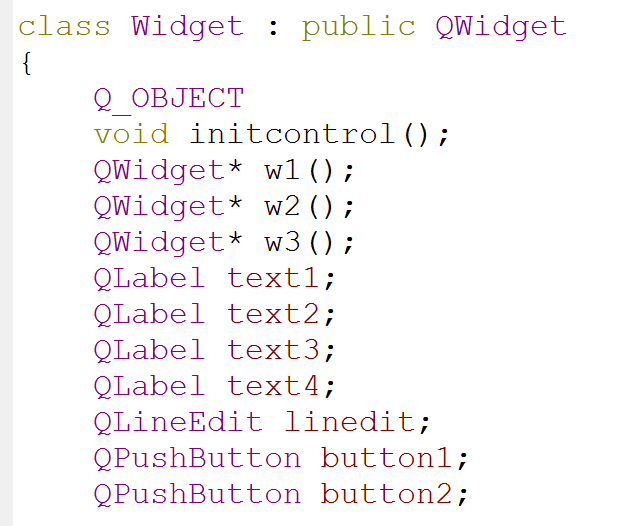 class Widget : public QWidget
{
    Q_OBJECT
    void initcontrol();
    QWidget* w1();
    QWidget* w2();
    QWidget* w3();
    QLabel text1;
    QLabel text2;
    QLabel text3;
    QLabel text4;
    QLineEdit linedit;
    QPushButton button1;
    QPushButton button2;